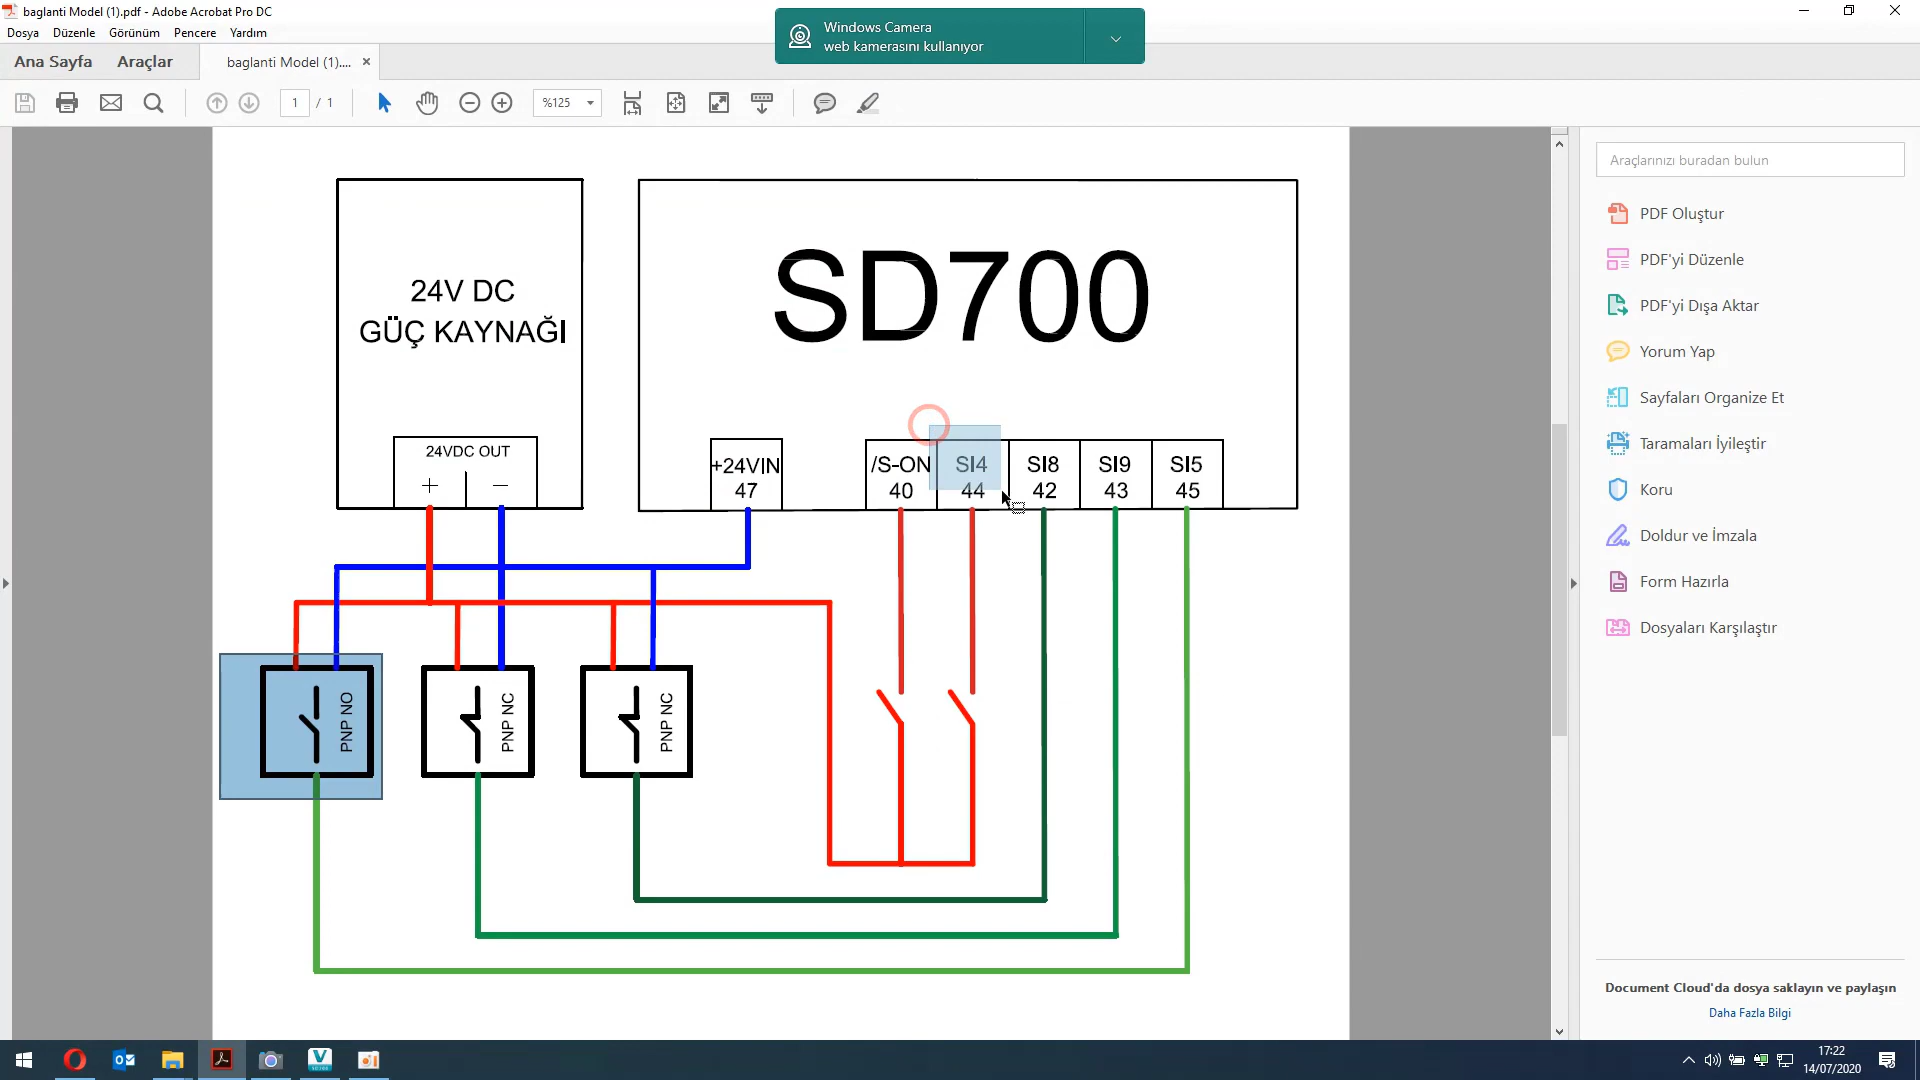 baglanti Model (1).pdf - Adobe Acrobat Pro DC
Dosya Düzenle Görünüm Pencere Yardım
Windows Camera
web kamerasını kullanıyor
Ana Sayfa Araçlar baglanti Model (1)....
1 / 1 %125
Araçlarınızı buradan bulun
PDF Oluştur
PDF'yi Düzenle
PDF'yi Dışa Aktar
Yorum Yap
Sayfaları Organize Et
Taramaları İyileştir
Koru
Doldur ve İmzala
Form Hazırla
Dosyaları Karşılaştır
Document Cloud'da dosya saklayın ve paylaşın
Daha Fazla Bilgi
24V DC
GÜÇ KAYNAĞI
24VDC OUT
+ −
SD700
+24VIN
47
/S-ON SI4 SI8 SI9 SI5
40 44 42 43 45
PNP NO
PNP NC
PNP NC
17:22
14/07/2020